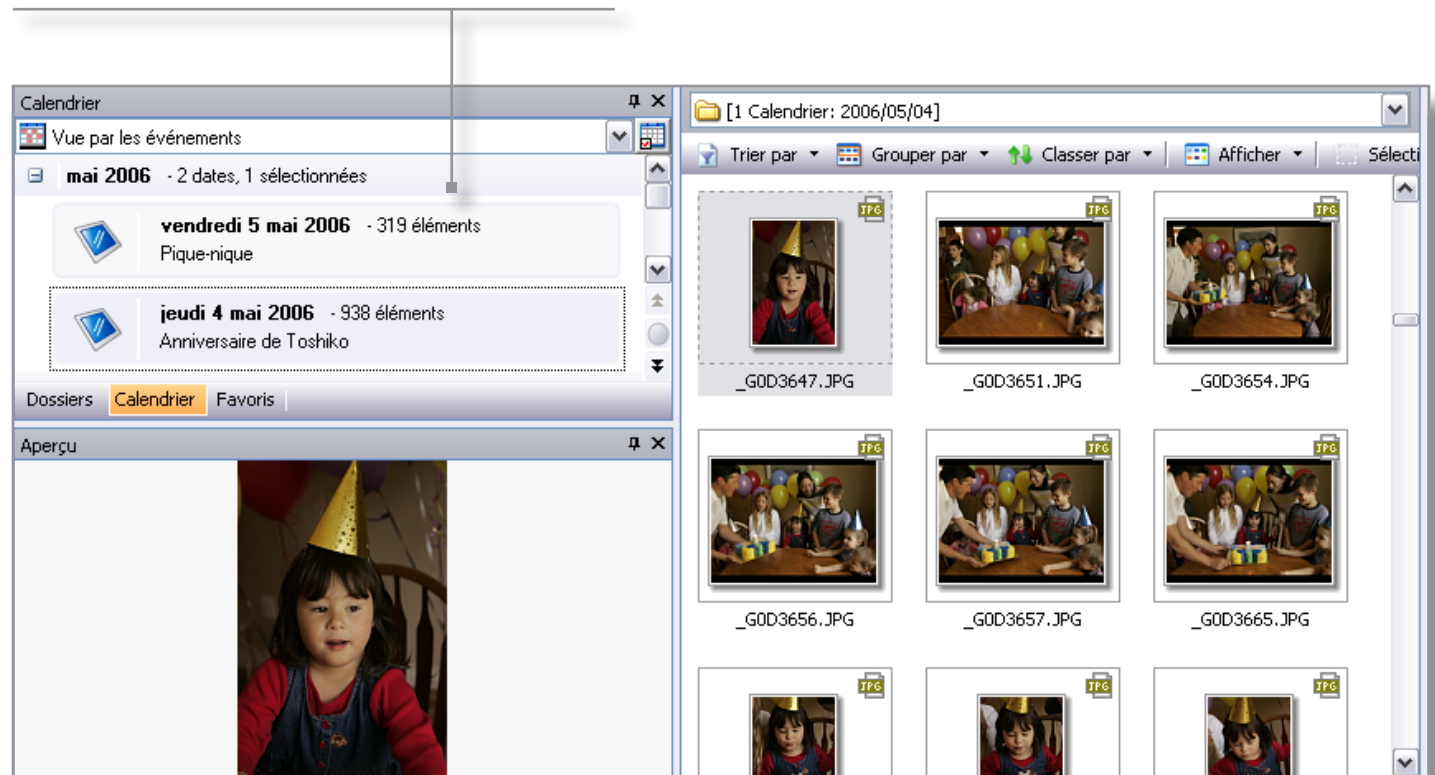 Calendrier
Vue par les événements
mai 2006 - 2 dates, 1 sélectionnées
vendredi 5 mai 2006 - 319 éléments
Pique-nique
jeudi 4 mai 2006 - 938 éléments
Anniversaire de Toshiko
Dossiers Calendrier Favoris
Aperçu
[1 Calendrier: 2006/05/04]
Trier par Grouper par Classer par Afficher Sélecti
JPG JPG JPG
_G0D3647.JPG _G0D3651.JPG _G0D3654.JPG
JPG JPG JPG
_G0D3656.JPG _G0D3657.JPG _G0D3665.JPG
JPG JPG JPG